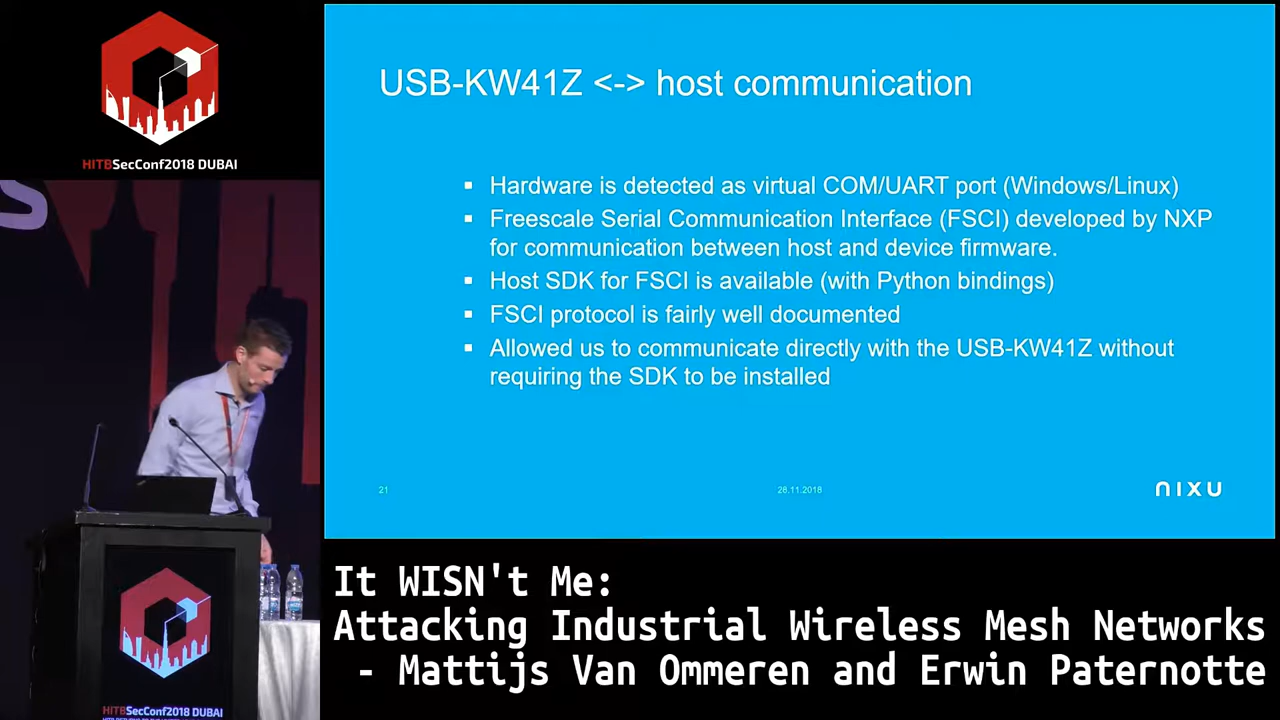 HITBSecConf2018 DUBAI
S
USB-KW41Z <-> host communication
▪ Hardware is detected as virtual COM/UART port (Windows/Linux)
▪ Freescale Serial Communication Interface (FSCI) developed by NXP
for communication between host and device firmware.
▪ Host SDK for FSCI is available (with Python bindings)
▪ FSCI protocol is fairly well documented
▪ Allowed us to communicate directly with the USB-KW41Z without
requiring the SDK to be installed
21
28.11.2018
nixu
HITBSecConf2018 DUBAI
It WISN't Me:
Attacking Industrial Wireless Mesh Networks
- Mattijs Van Ommeren and Erwin Paternotte